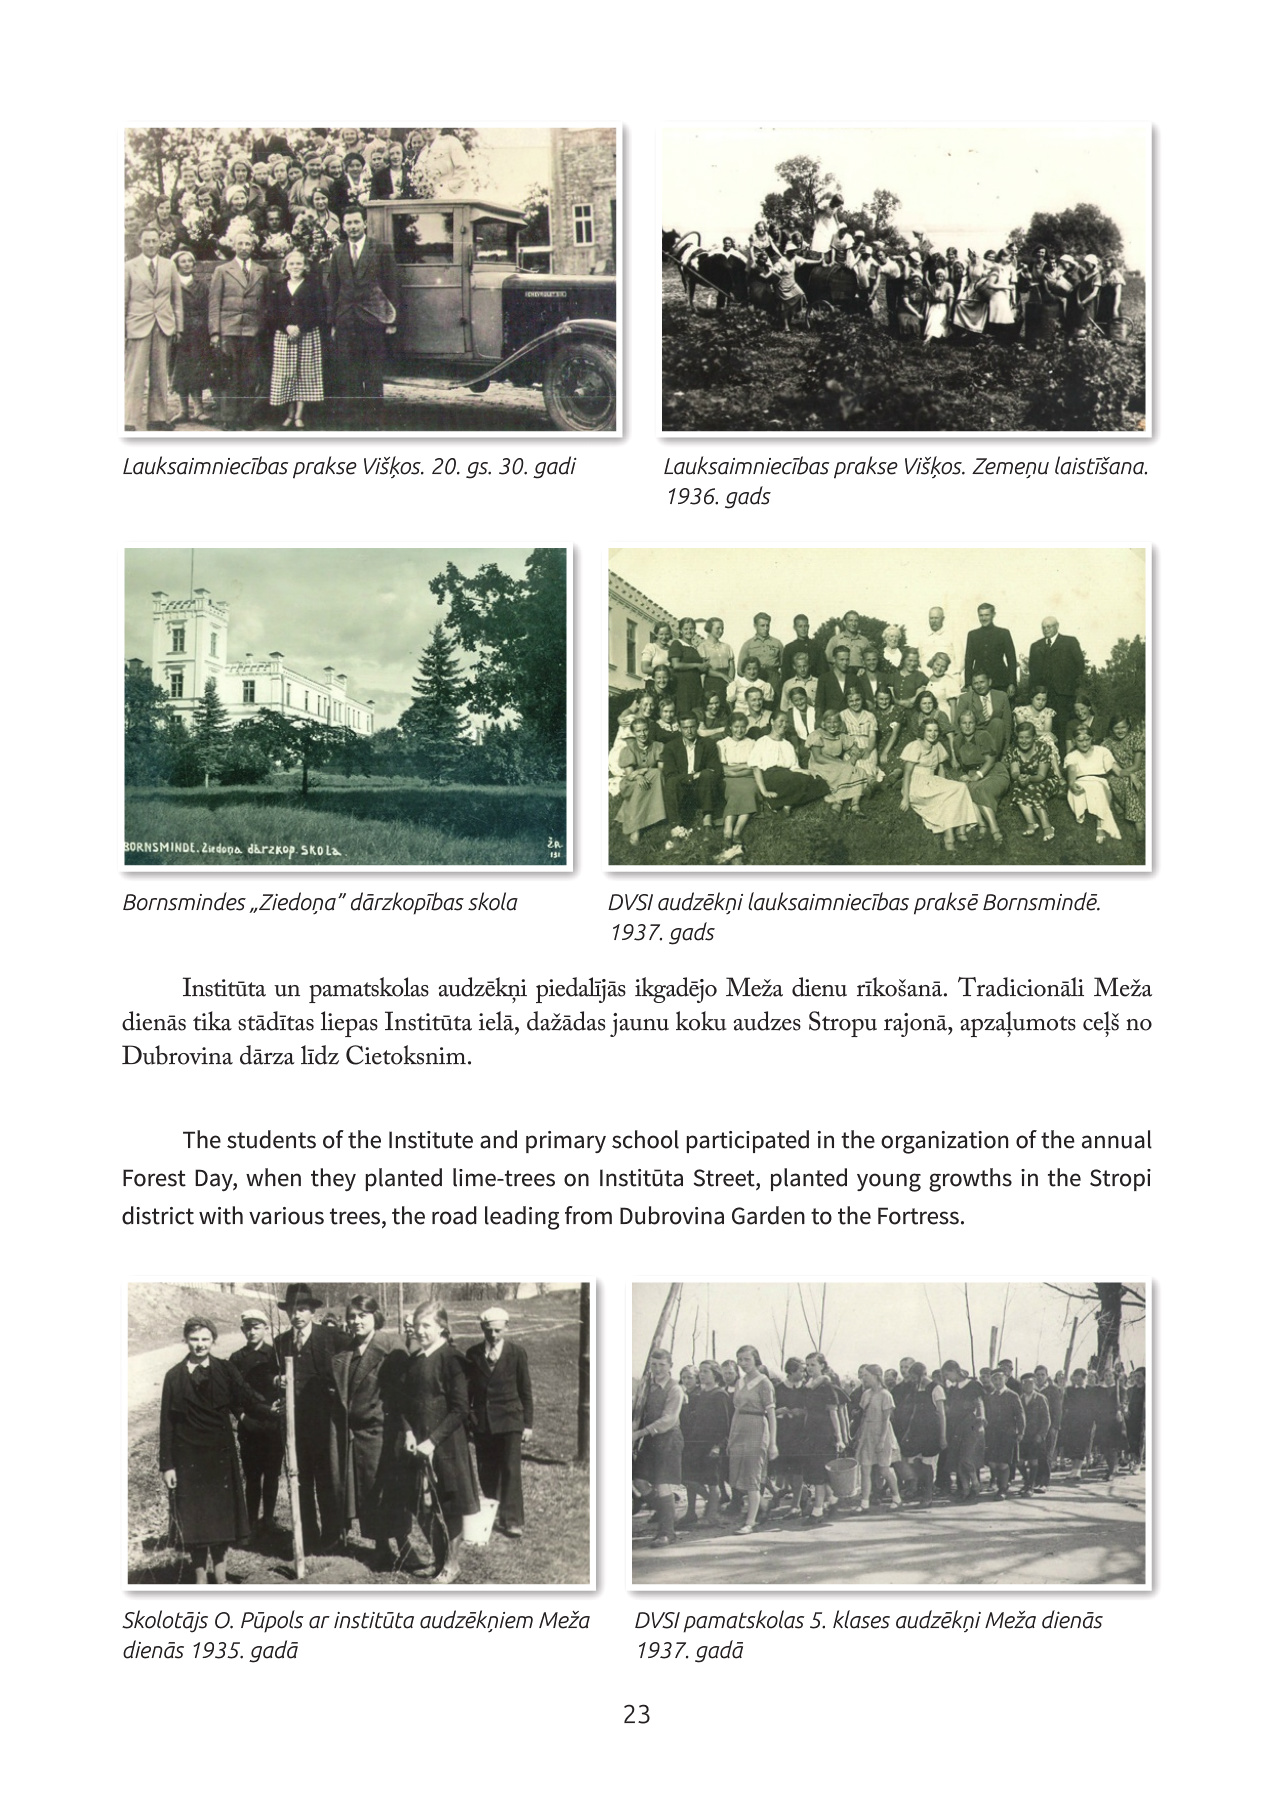 CHEVROLET
Lauksaimniecības prakse Višķos. 20. gs. 30. gadi
Lauksaimniecības prakse Višķos. Zemeņu laistīšana.
1936. gads
BORNSMINDE. Ziedoņa dārzkop. SKOLA
Bornsmindes „Ziedoņa” dārzkopības skola
DVSI audzēkņi lauksaimniecības praksē Bornsmindē.
1937. gads
Institūta un pamatskolas audzēkņi piedalījās ikgadējo Meža dienu rīkošanā. Tradicionāli Meža
dienās tika stādītas liepas Institūta ielā, dažādas jaunu koku audzes Stropu rajonā, apzaļumots ceļš no
Dubrovina dārza līdz Cietoksnim.
The students of the Institute and primary school participated in the organization of the annual
Forest Day, when they planted lime-trees on Institūta Street, planted young growths in the Stropi
district with various trees, the road leading from Dubrovina Garden to the Fortress.
Skolotājs O. Pūpols ar institūta audzēkņiem Meža
dienās 1935. gadā
DVSI pamatskolas 5. klases audzēkņi Meža dienās
1937. gadā
23